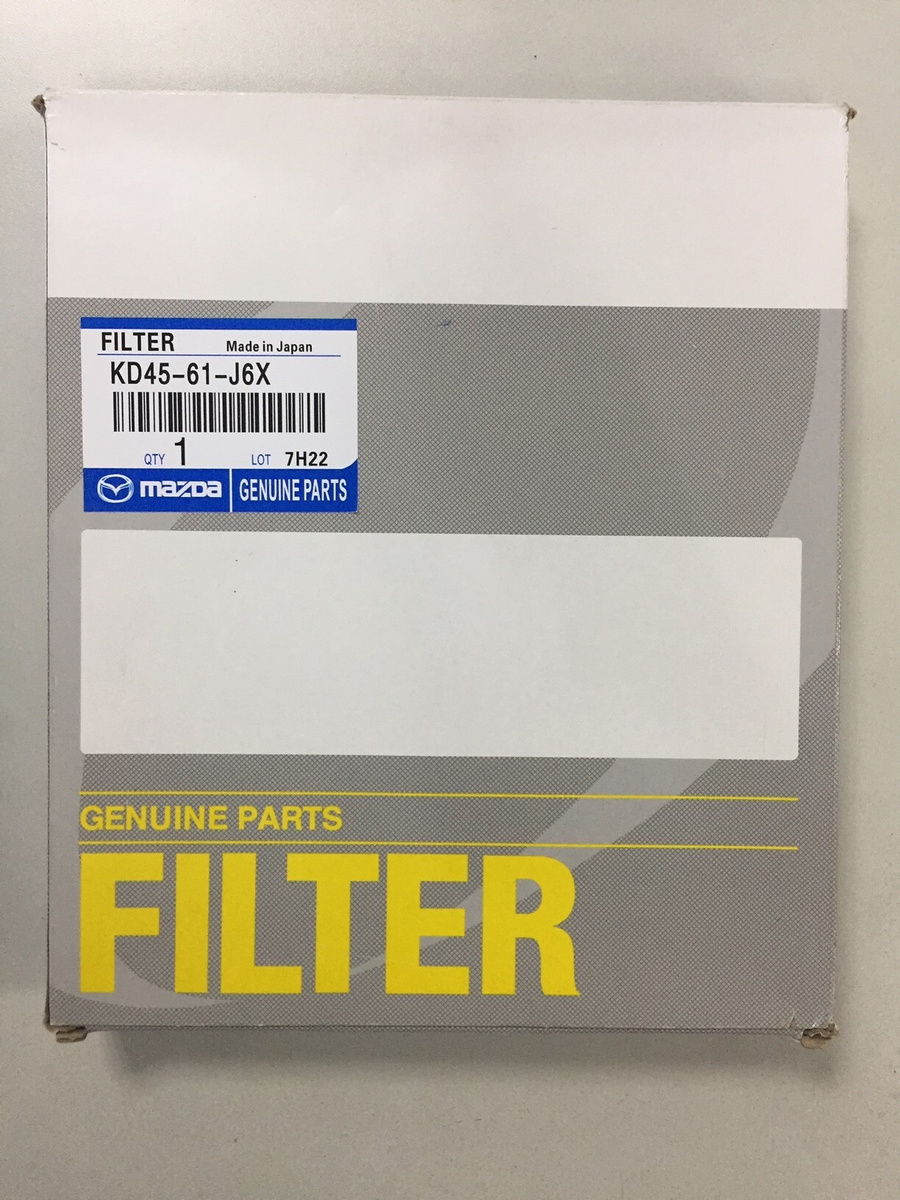 FILTER Made in Japan
KD45-61-J6X
QTY 1 LOT 7H22
mazda GENUINE PARTS
GENUINE PARTS
FILTER